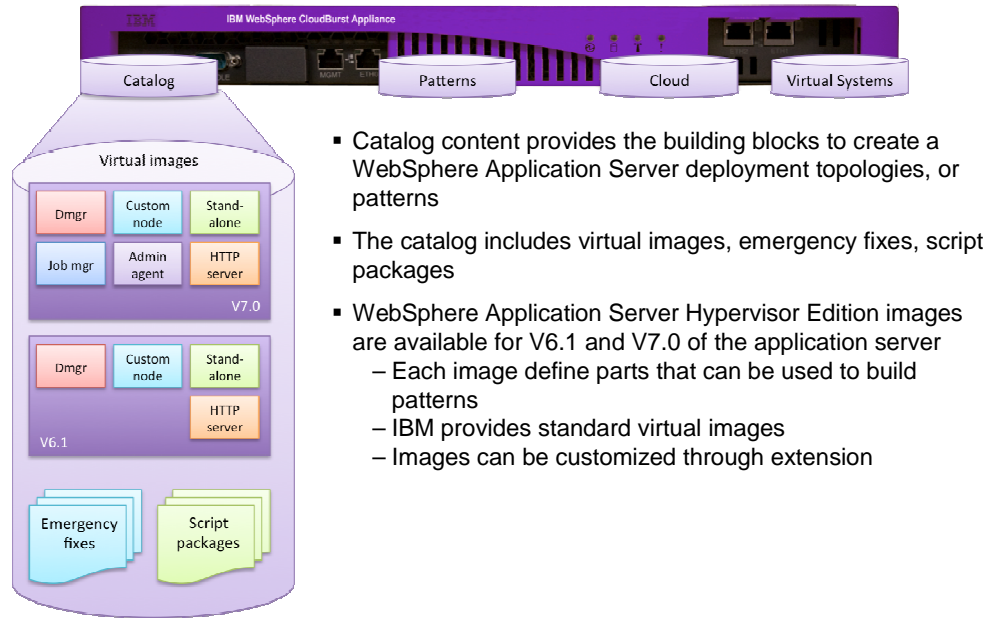 IBM
IBM WebSphere CloudBurst Appliance
MGMT
Catalog
Patterns
Cloud
Virtual Systems
Virtual images
Dmgr
Custom
node
Stand-
alone
Job mgr
Admin
agent
HTTP
server
V7.0
Dmgr
Custom
node
Stand-
alone
HTTP
server
V6.1
Emergency
fixes
Script
packages
▪ Catalog content provides the building blocks to create a
WebSphere Application Server deployment topologies, or
patterns
▪ The catalog includes virtual images, emergency fixes, script
packages
▪ WebSphere Application Server Hypervisor Edition images
are available for V6.1 and V7.0 of the application server
– Each image define parts that can be used to build
patterns
– IBM provides standard virtual images
– Images can be customized through extension